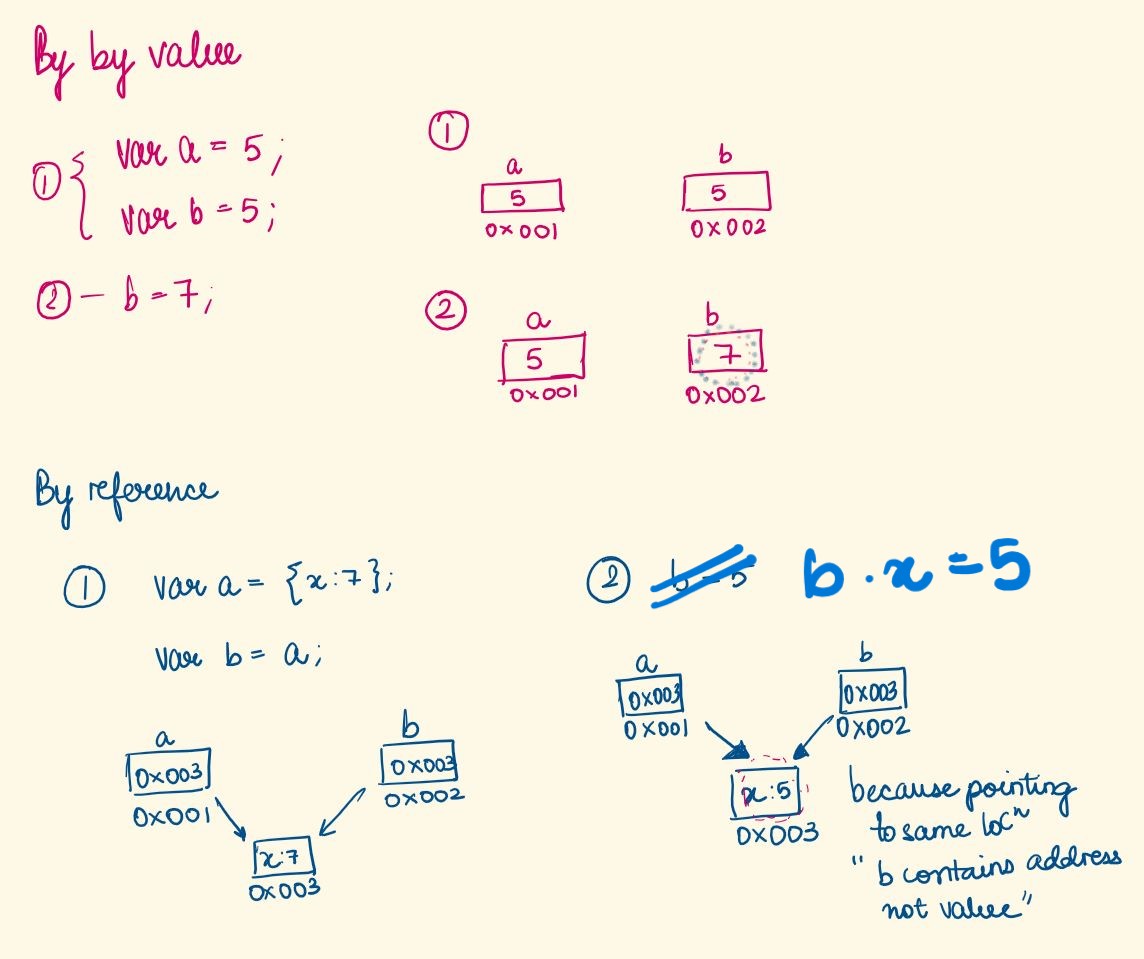 By by value
① { var a = 5;
var b = 5;
② – b = 7;
①
a b
5 5
0x001 0x002
②
a b
5 7
0x001 0x002
By reference
① var a = {x:7};
var b = a;
a b
0x003 0x003
0x001 0x002
x:7
0x003
② b = 5 b.x = 5
a b
0x003 0x003
0x001 0x002
x:5
0x003
because pointing
to same locⁿ
" b contains address
not value"